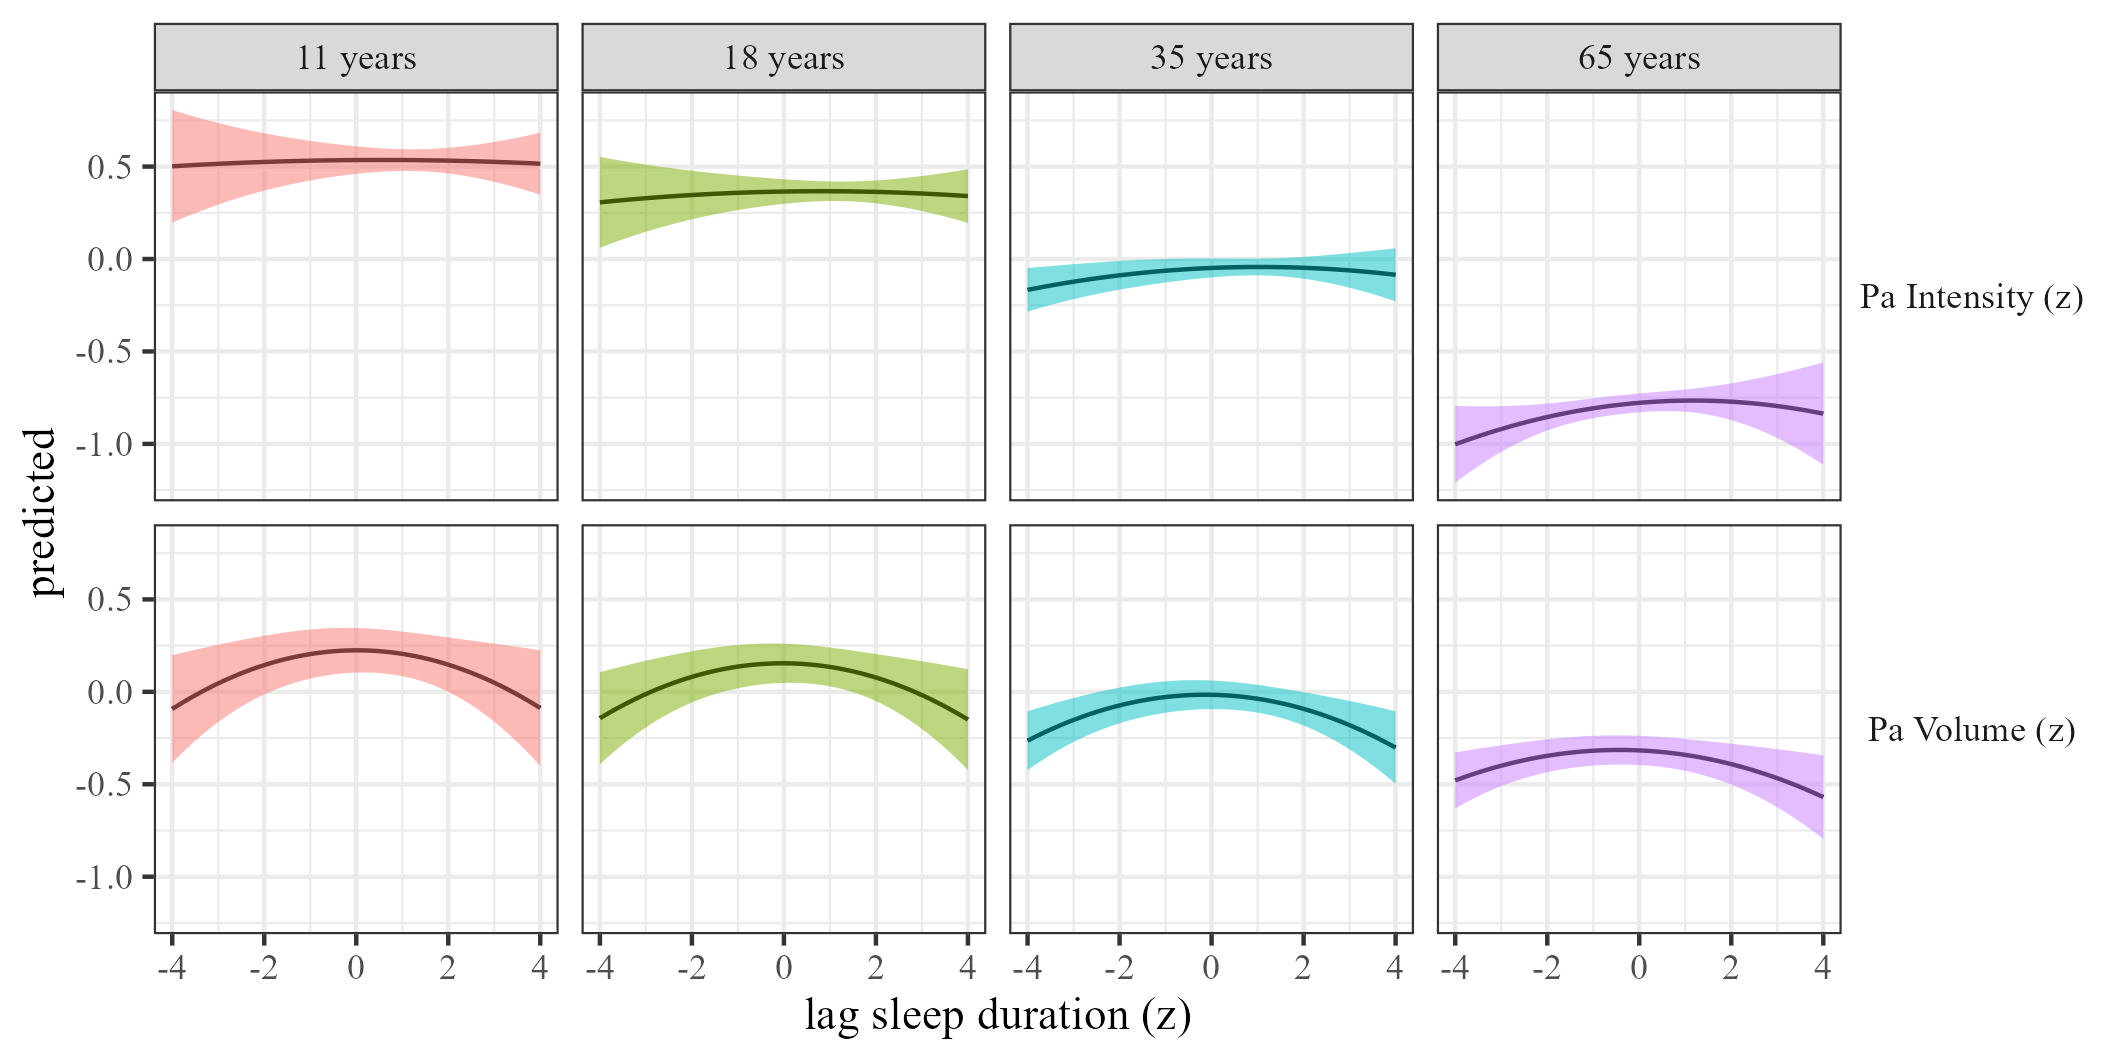 11 years
18 years
35 years
65 years
0.5
0.0
-0.5
-1.0
Pa Intensity (z)
predicted
0.5
0.0
-0.5
-1.0
Pa Volume (z)
-4 -2 0 2 4
-4 -2 0 2 4
-4 -2 0 2 4
-4 -2 0 2 4
lag sleep duration (z)